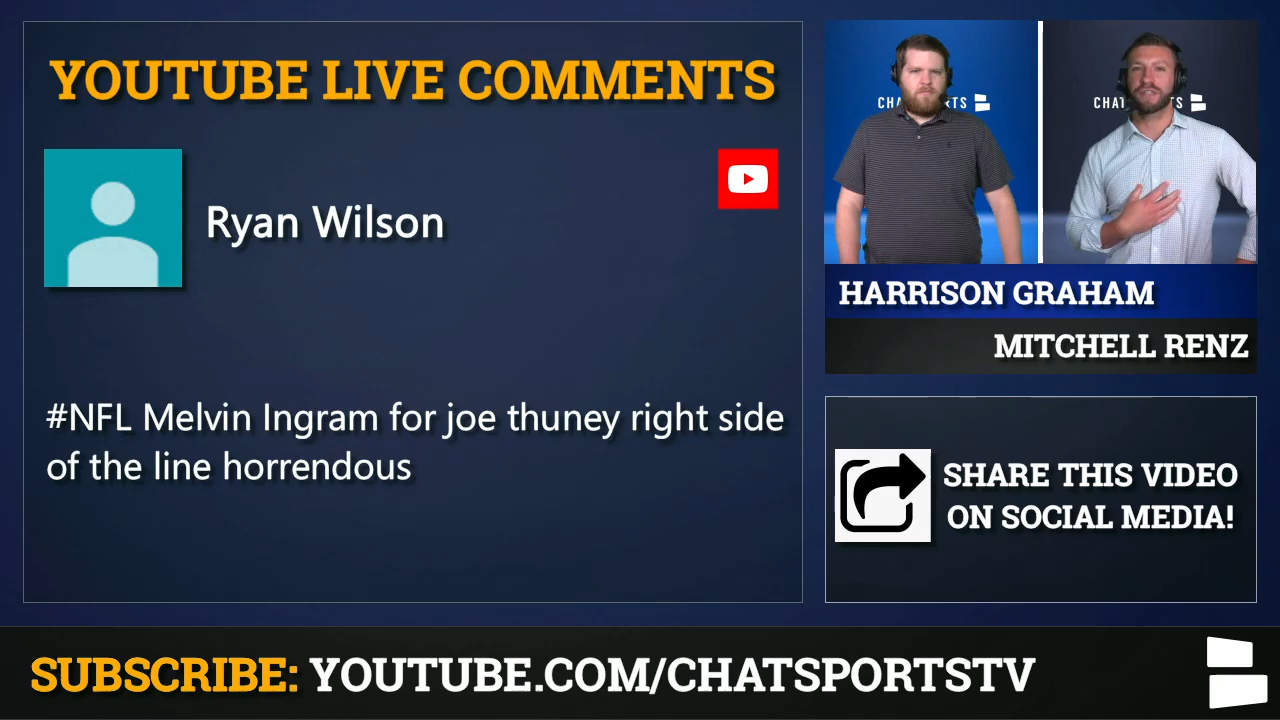 YOUTUBE LIVE COMMENTS
Ryan Wilson
#NFL Melvin Ingram for joe thuney right side
of the line horrendous
HARRISON GRAHAM
MITCHELL RENZ
SHARE THIS VIDEO
ON SOCIAL MEDIA!
SUBSCRIBE: YOUTUBE.COM/CHATSPORTSTV